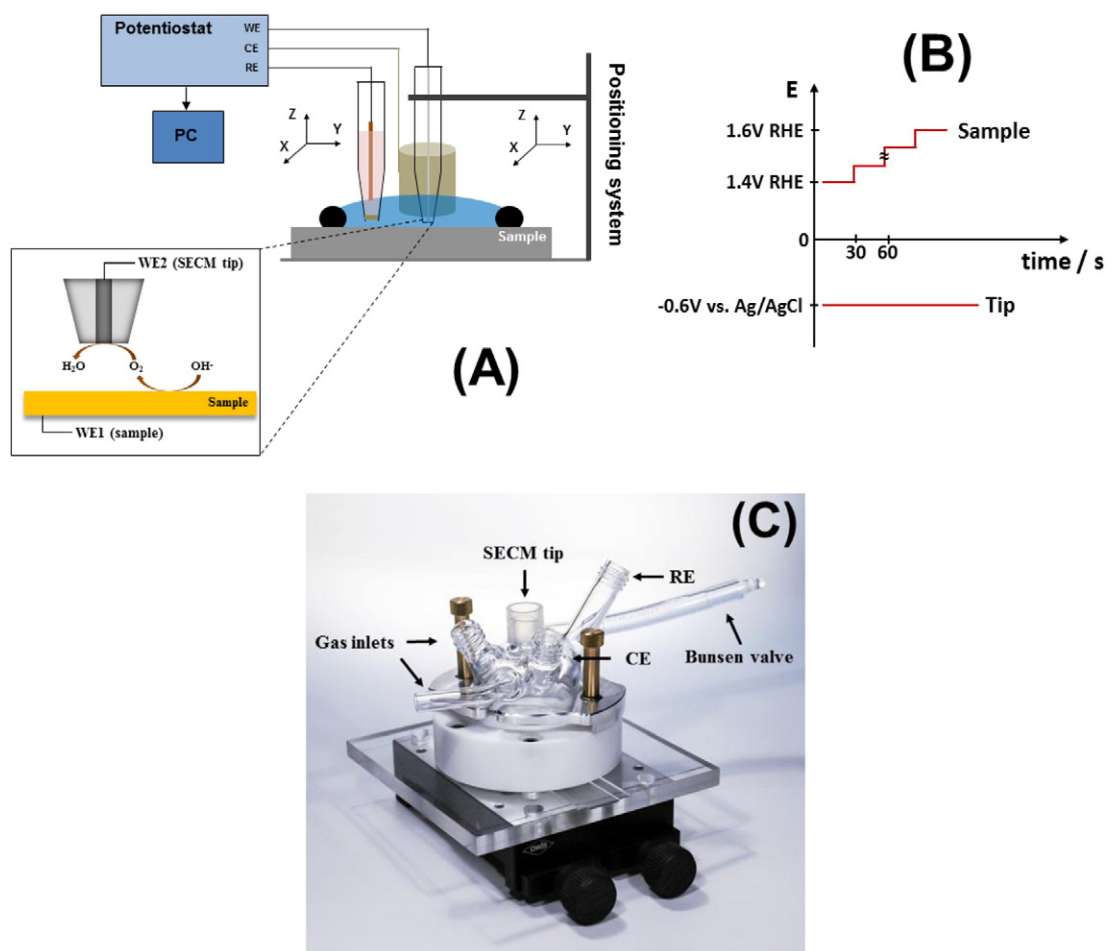 Potentiostat
WE
CE
RE
PC
Z
Y
X
Z
Y
X
Positioning system
Sample
WE2 (SECM tip)
H₂O
O₂
OH-
Sample
WE1 (sample)
(A)
(B)
E
1.6V RHE
Sample
≈
1.4V RHE
0
30
60
time / s
-0.6V vs. Ag/AgCl
Tip
(C)
SECM tip
RE
Gas inlets
CE
Bunsen valve